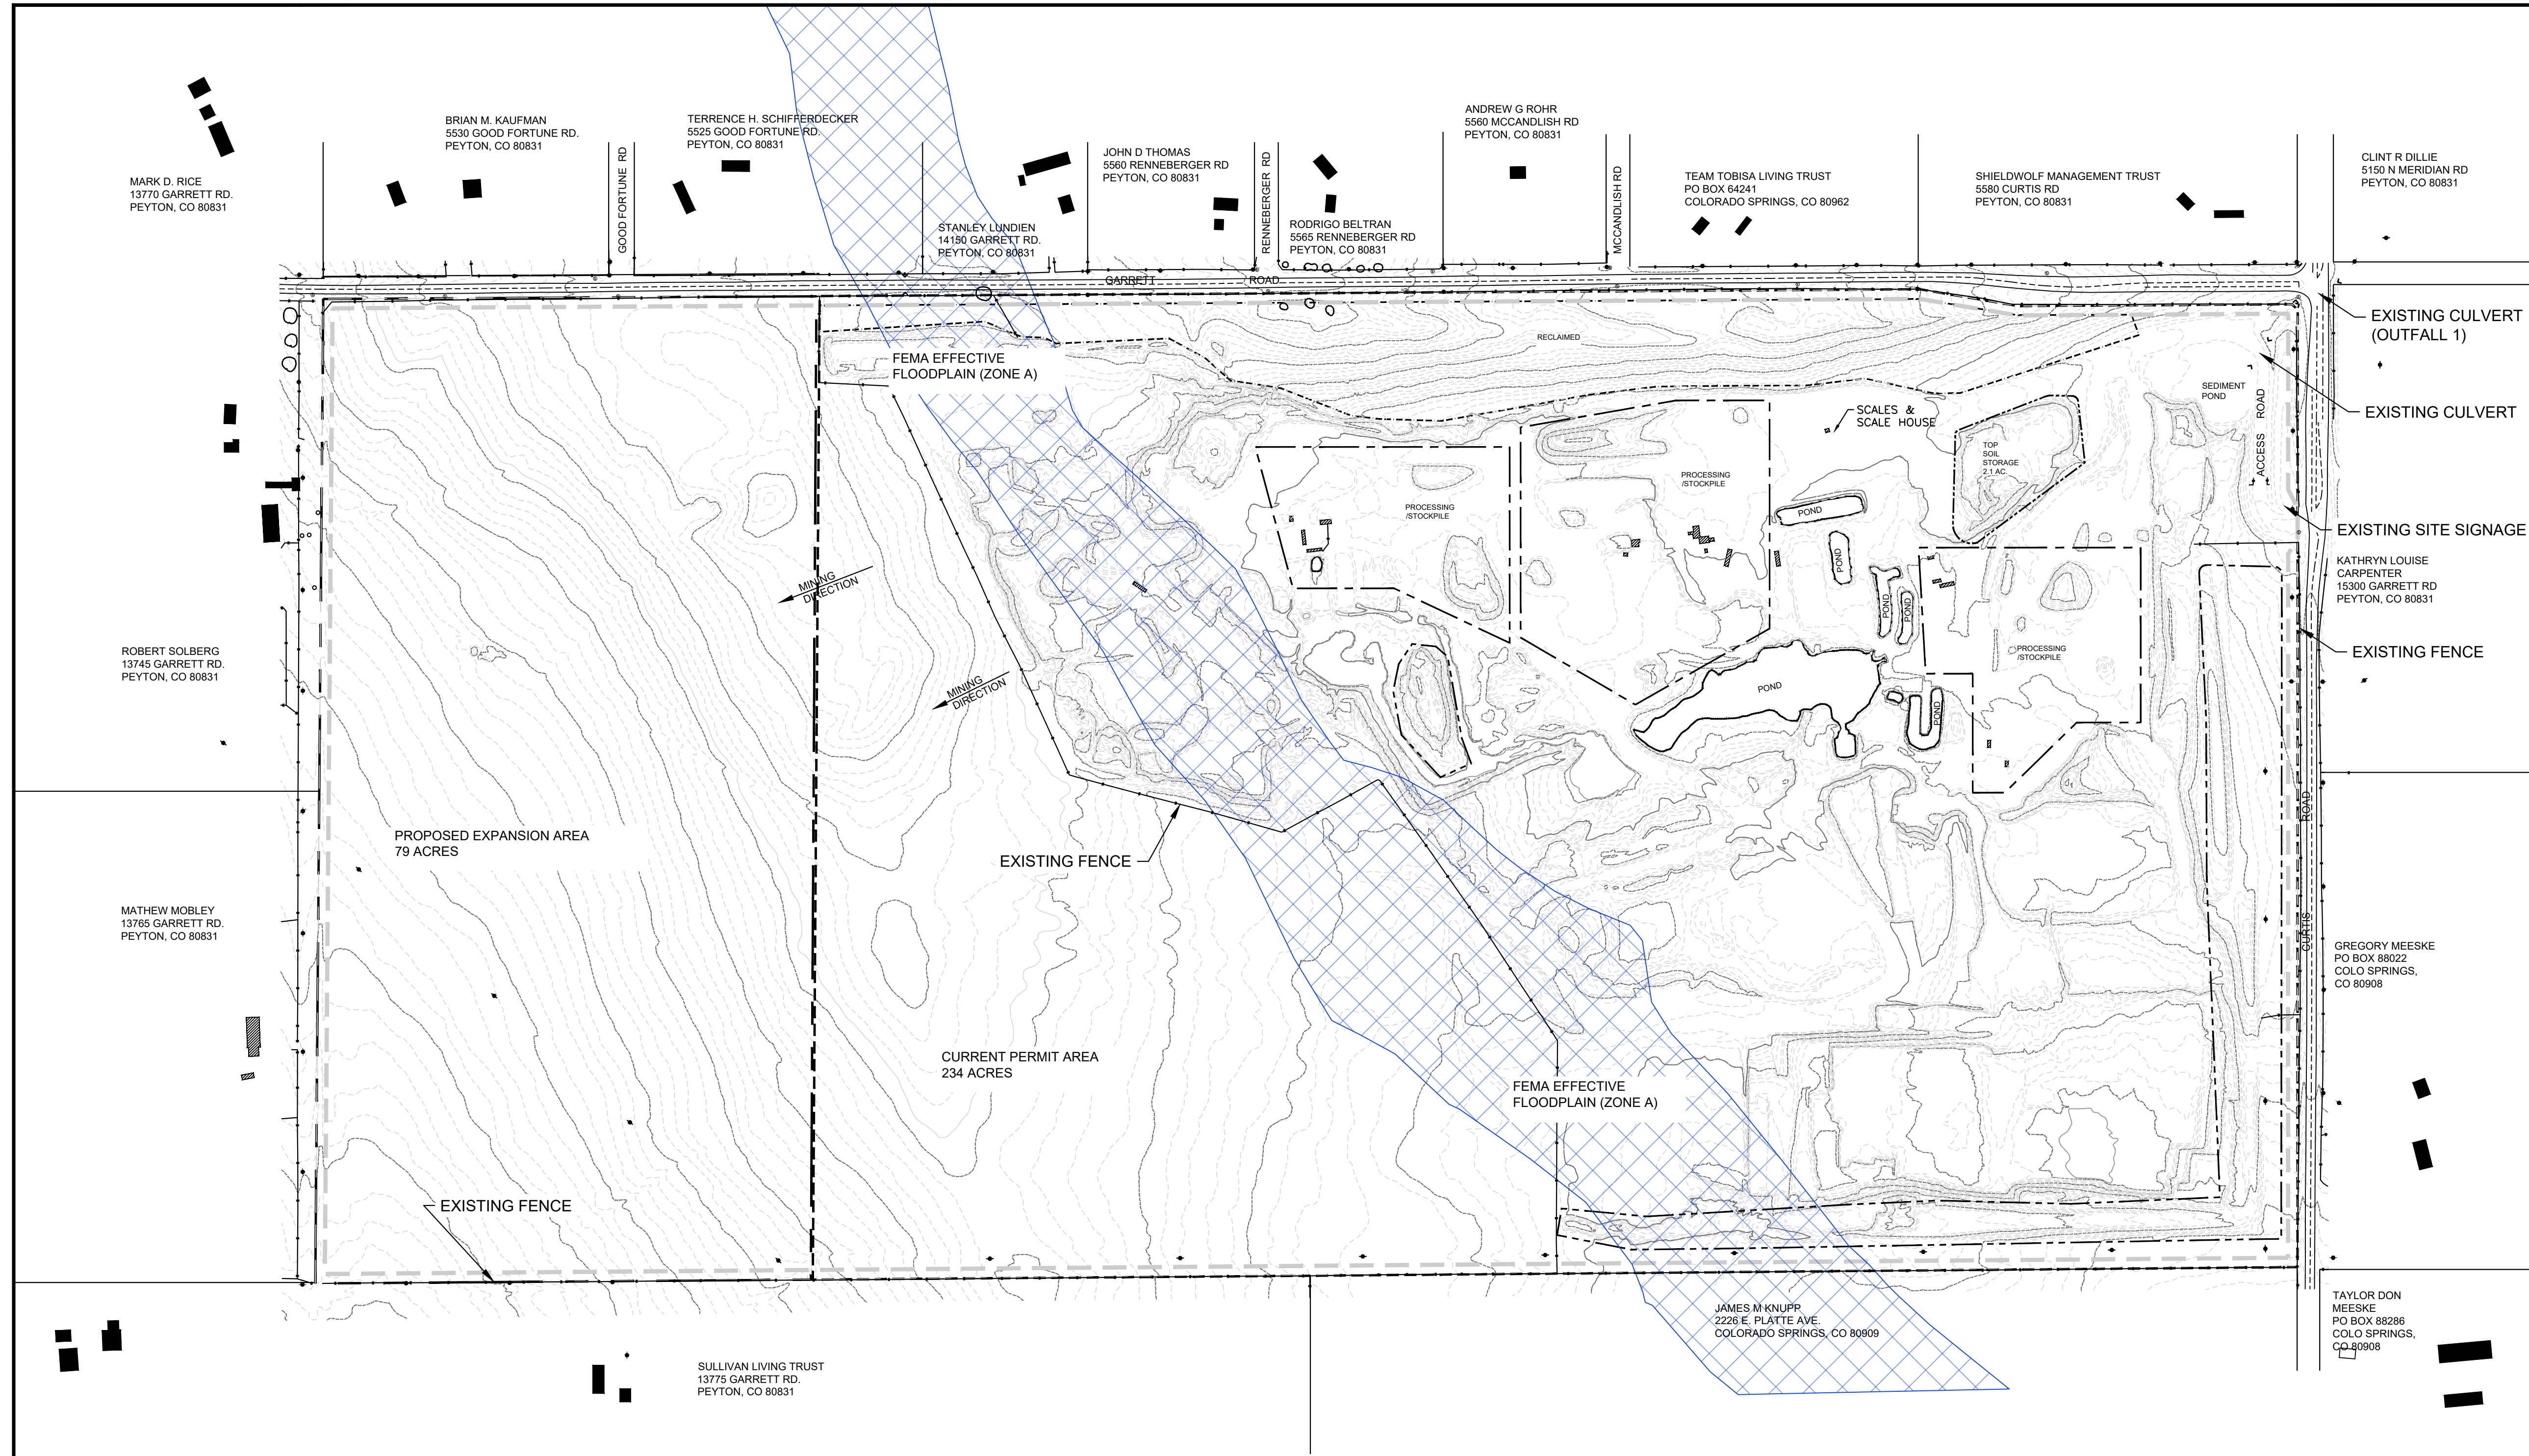 MARK D. RICE
13770 GARRETT RD.
PEYTON, CO 80831
BRIAN M. KAUFMAN
5530 GOOD FORTUNE RD.
PEYTON, CO 80831
GOOD FORTUNE RD
TERRENCE H. SCHIFFERDECKER
5525 GOOD FORTUNE RD.
PEYTON, CO 80831
STANLEY LUNDIEN
14150 GARRETT RD.
PEYTON, CO 80831
JOHN D THOMAS
5560 RENNEBERGER RD
PEYTON, CO 80831
RENNEBERGER RD
RODRIGO BELTRAN
5565 RENNEBERGER RD
PEYTON, CO 80831
ANDREW G ROHR
5560 MCCANDLISH RD
PEYTON, CO 80831
MCCANDLISH RD
TEAM TOBISA LIVING TRUST
PO BOX 64241
COLORADO SPRINGS, CO 80962
SHIELDWOLF MANAGEMENT TRUST
5580 CURTIS RD
PEYTON, CO 80831
CLINT R DILLIE
5150 N MERIDIAN RD
PEYTON, CO 80831
GARRETT ROAD
EXISTING CULVERT
(OUTFALL 1)
RECLAIMED
FEMA EFFECTIVE
FLOODPLAIN (ZONE A)
SEDIMENT
POND
ACCESS ROAD
EXISTING CULVERT
SCALES &
SCALE HOUSE
TOP
SOIL
STORAGE
2.1 AC.
PROCESSING
/STOCKPILE
PROCESSING
/STOCKPILE
POND
POND
EXISTING SITE SIGNAGE
KATHRYN LOUISE
CARPENTER
15300 GARRETT RD
PEYTON, CO 80831
MINING
DIRECTION
POND
POND
EXISTING FENCE
PROCESSING
/STOCKPILE
ROBERT SOLBERG
13745 GARRETT RD.
PEYTON, CO 80831
MINING
DIRECTION
POND
POND
PROPOSED EXPANSION AREA
79 ACRES
EXISTING FENCE
CURTIS ROAD
MATHEW MOBLEY
13765 GARRETT RD.
PEYTON, CO 80831
GREGORY MEESKE
PO BOX 88022
COLO SPRINGS,
CO 80908
CURRENT PERMIT AREA
234 ACRES
FEMA EFFECTIVE
FLOODPLAIN (ZONE A)
EXISTING FENCE
JAMES M KNUPP
2226 E. PLATTE AVE.
COLORADO SPRINGS, CO 80909
TAYLOR DON
MEESKE
PO BOX 88286
COLO SPRINGS,
CO 80908
SULLIVAN LIVING TRUST
13775 GARRETT RD.
PEYTON, CO 80831